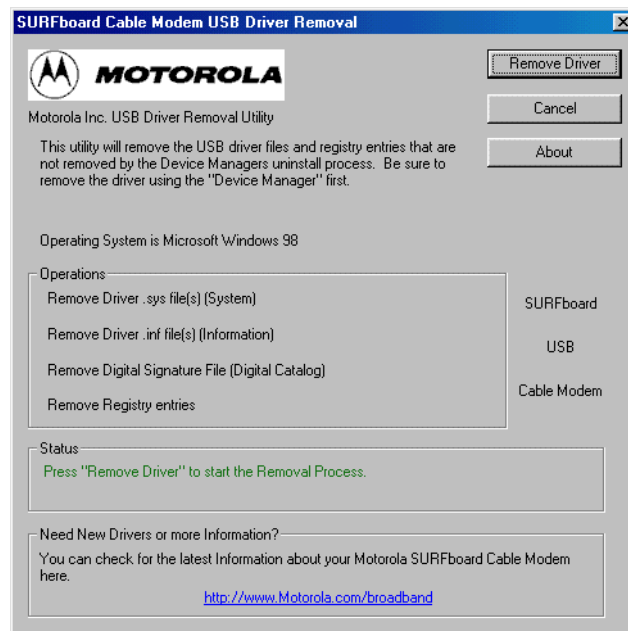 SURFboard Cable Modem USB Driver Removal
MOTOROLA
Remove Driver
Motorola Inc. USB Driver Removal Utility
Cancel
This utility will remove the USB driver files and registry entries that are
not removed by the Device Managers uninstall process. Be sure to
remove the driver using the "Device Manager" first.
About
Operating System is Microsoft Windows 98
Operations
Remove Driver .sys file(s) (System)
Remove Driver .inf file(s) (Information)
Remove Digital Signature File (Digital Catalog)
Remove Registry entries
SURFboard
USB
Cable Modem
Status
Press "Remove Driver" to start the Removal Process.
Need New Drivers or more Information?
You can check for the latest Information about your Motorola SURFboard Cable Modem
here.
http://www.Motorola.com/broadband